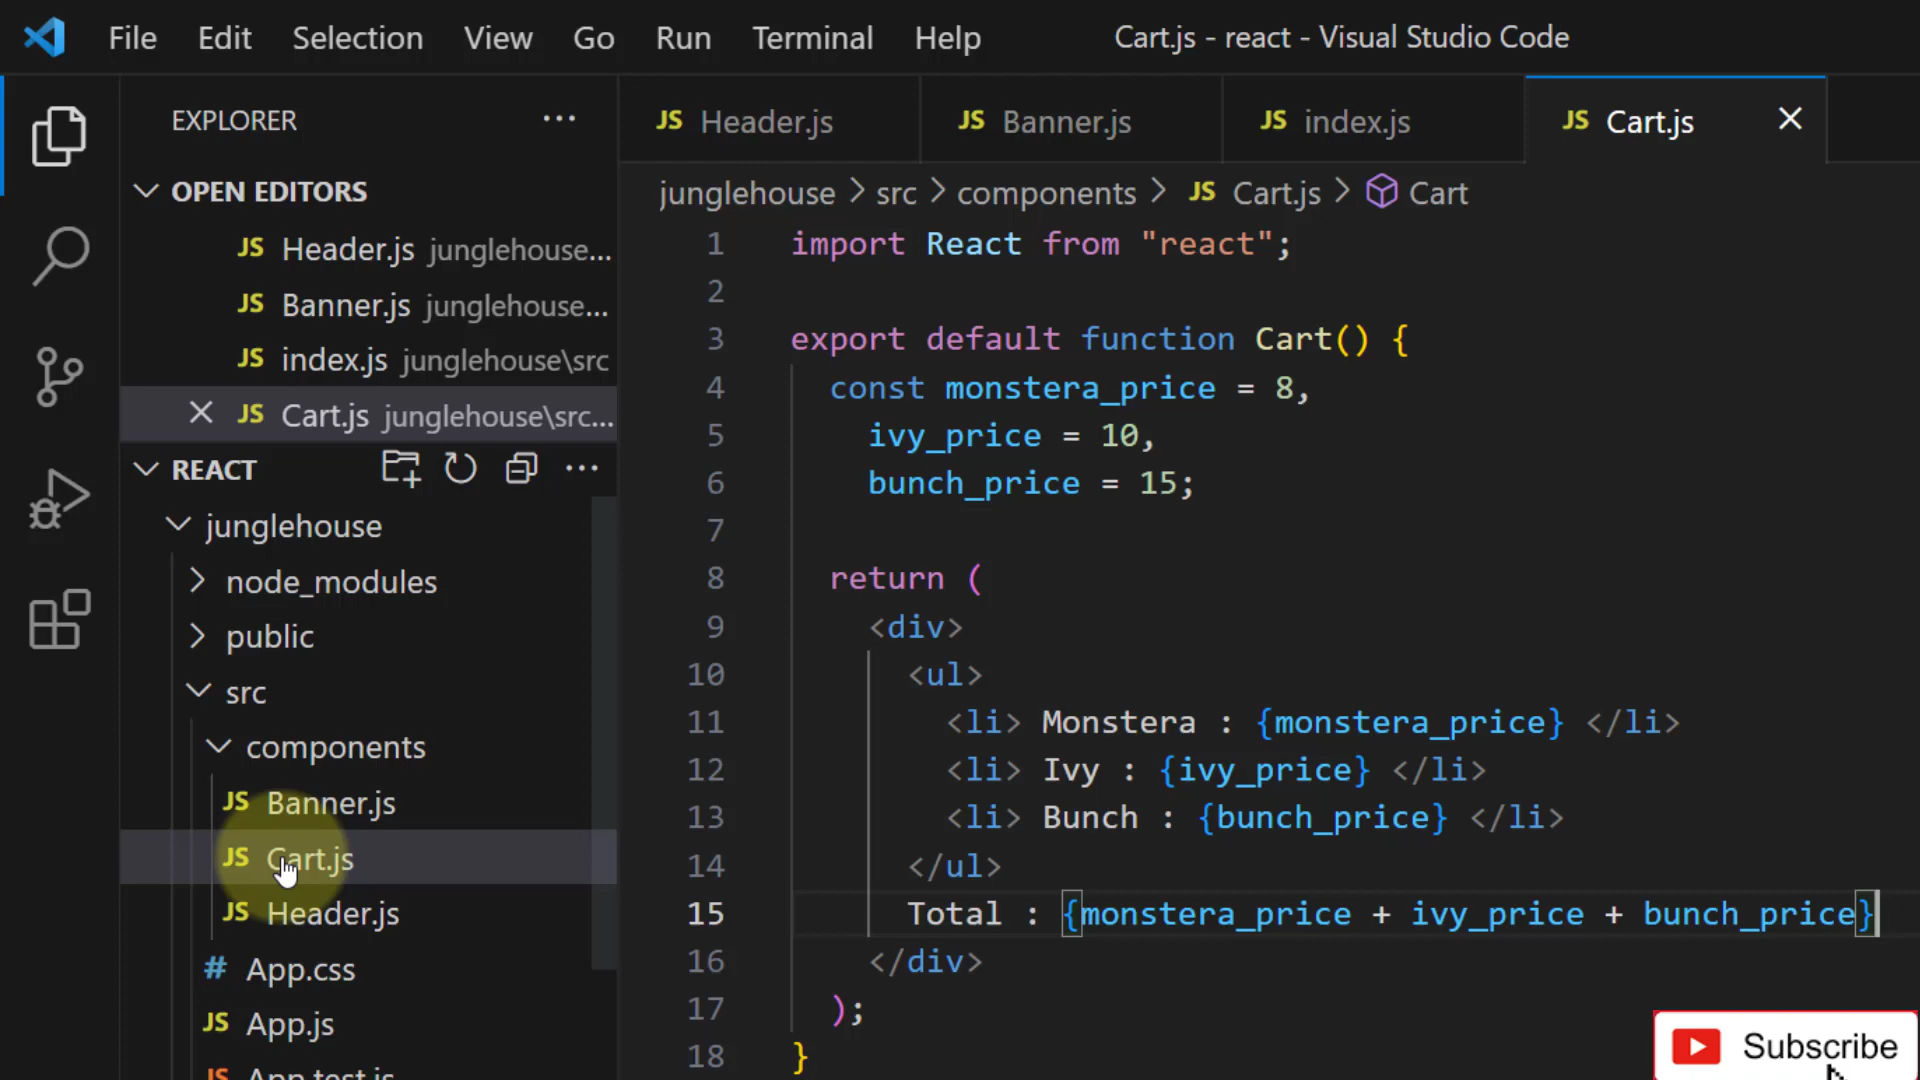 File Edit Selection View Go Run Terminal Help Cart.js - react - Visual Studio Code
EXPLORER
OPEN EDITORS
JS Header.js junglehouse...
JS Banner.js junglehouse...
JS index.js junglehouse\src
JS Cart.js junglehouse\src...
REACT
junglehouse
node_modules
public
src
components
JS Banner.js
JS Cart.js
JS Header.js
# App.css
JS App.js
JS App.test.js
JS Header.js JS Banner.js JS index.js JS Cart.js
junglehouse > src > components > JS Cart.js > Cart
1 import React from "react";
2
3 export default function Cart() {
4 const monstera_price = 8,
5 ivy_price = 10,
6 bunch_price = 15;
7
8 return (
9 <div>
10 <ul>
11 <li> Monstera : {monstera_price} </li>
12 <li> Ivy : {ivy_price} </li>
13 <li> Bunch : {bunch_price} </li>
14 </ul>
15 Total : {monstera_price + ivy_price + bunch_price}
16 </div>
17 );
18 }
Subscribe